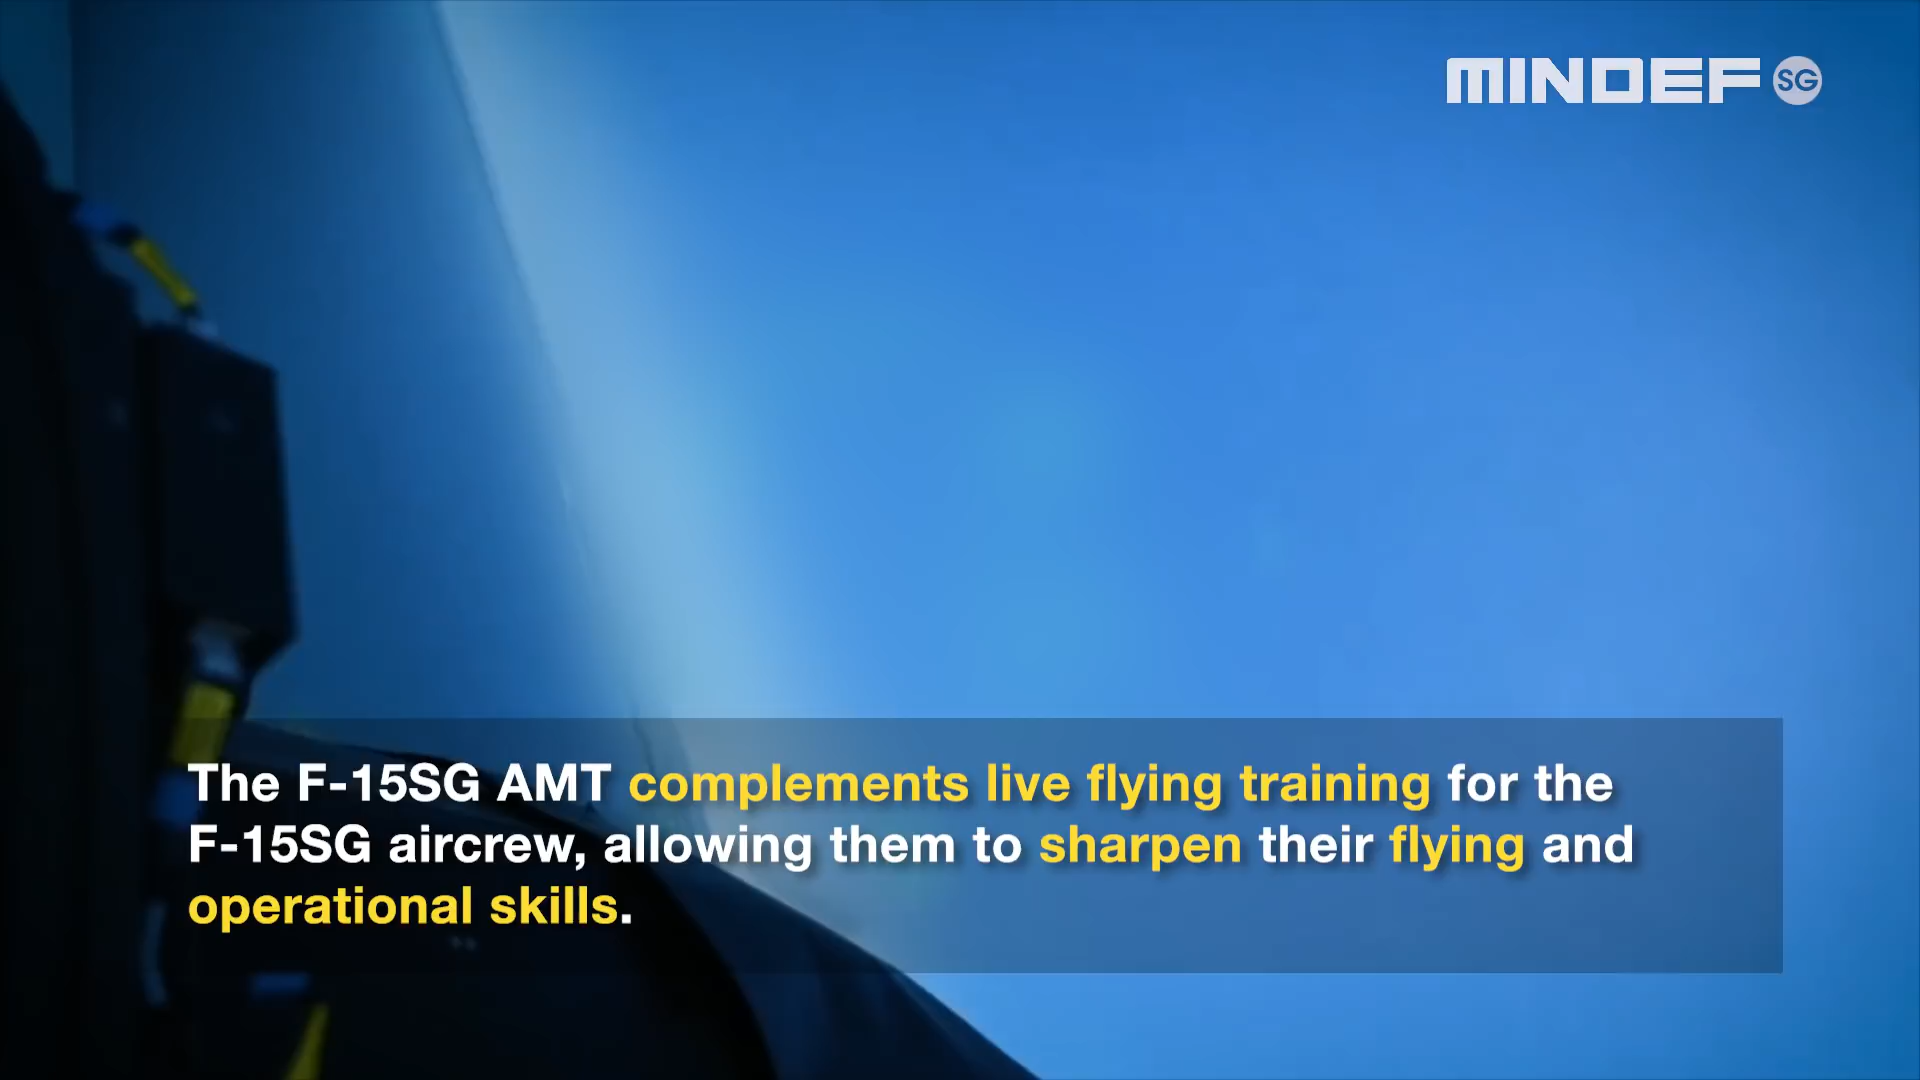 MINDEF SG
The F-15SG AMT complements live flying training for the
F-15SG aircrew, allowing them to sharpen their flying and
operational skills.